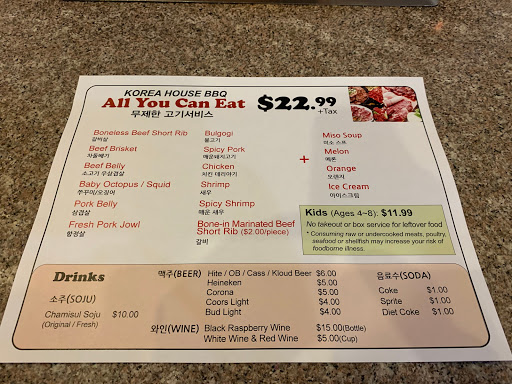 KOREA HOUSE BBQ
All You Can Eat $22.99
무제한 고기서비스 +Tax
Boneless Beef Short Rib
갈비살
Beef Brisket
차돌배기
Beef Belly
소고기 우삼겹살
Baby Octopus / Squid
쭈꾸미/오징어
Pork Belly
삼겹살
Fresh Pork Jowl
항정살
Bulgogi
불고기
Spicy Pork
매운돼지고기
Chicken
치킨 데리야끼
Shrimp
새우
Spicy Shrimp
매운 새우
Bone-in Marinated Beef
Short Rib ($2.00/piece)
갈비
+
Miso Soup
미소 스프
Melon
메론
Orange
오렌지
Ice Cream
아이스크림
Kids (Ages 4~8): $11.99
No takeout or box service for leftover food
* Consuming raw or undercooked meats, poultry,
seafood or shellfish may increase your risk of
foodborne illness.
Drinks
소주(SOJU)
Chamisul Soju $10.00
(Original / Fresh)
맥주(BEER) Hite / OB / Cass / Kloud Beer $6.00
Heineken $5.00
Corona $5.00
Coors Light $4.00
Bud Light $4.00
와인(WINE) Black Raspberry Wine $15.00(Bottle)
White Wine & Red Wine $5.00(Cup)
음료수(SODA)
Coke $1.00
Sprite $1.00
Diet Coke $1.00